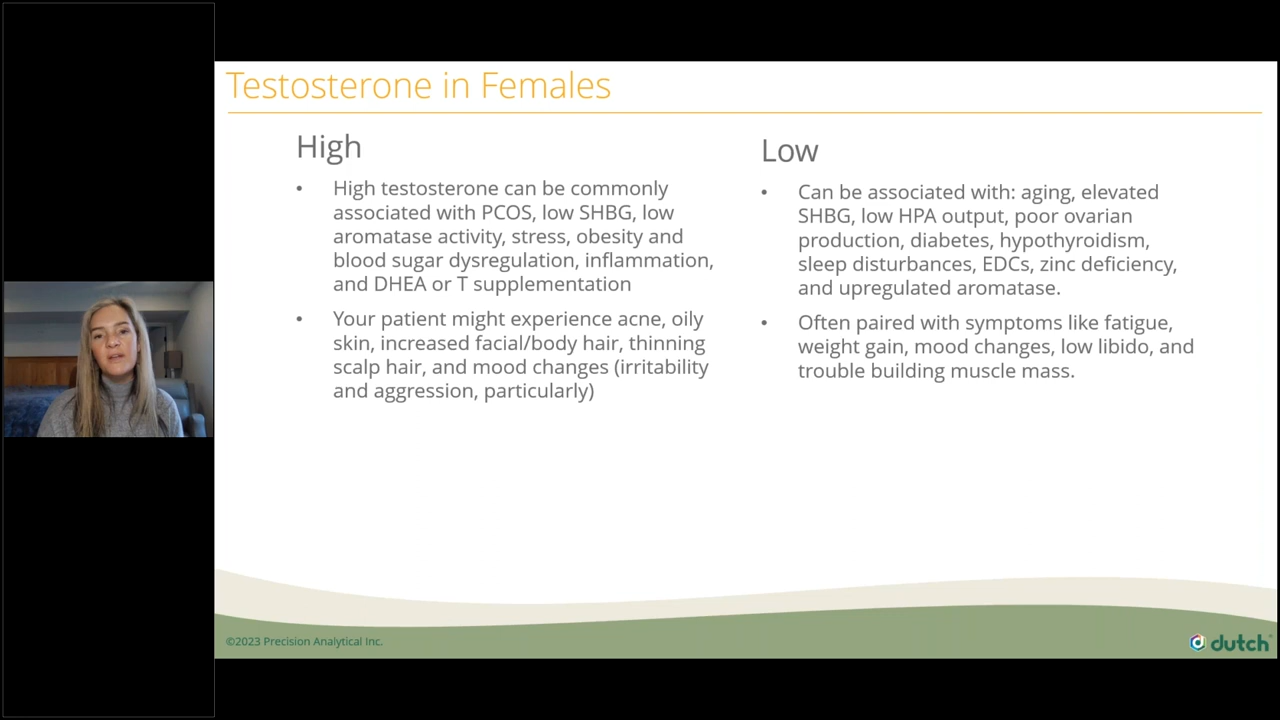 Testosterone in Females
High
• High testosterone can be commonly
associated with PCOS, low SHBG, low
aromatase activity, stress, obesity and
blood sugar dysregulation, inflammation,
and DHEA or T supplementation
• Your patient might experience acne, oily
skin, increased facial/body hair, thinning
scalp hair, and mood changes (irritability
and aggression, particularly)
Low
• Can be associated with: aging, elevated
SHBG, low HPA output, poor ovarian
production, diabetes, hypothyroidism,
sleep disturbances, EDCs, zinc deficiency,
and upregulated aromatase.
• Often paired with symptoms like fatigue,
weight gain, mood changes, low libido, and
trouble building muscle mass.
©2023 Precision Analytical Inc.
dutch